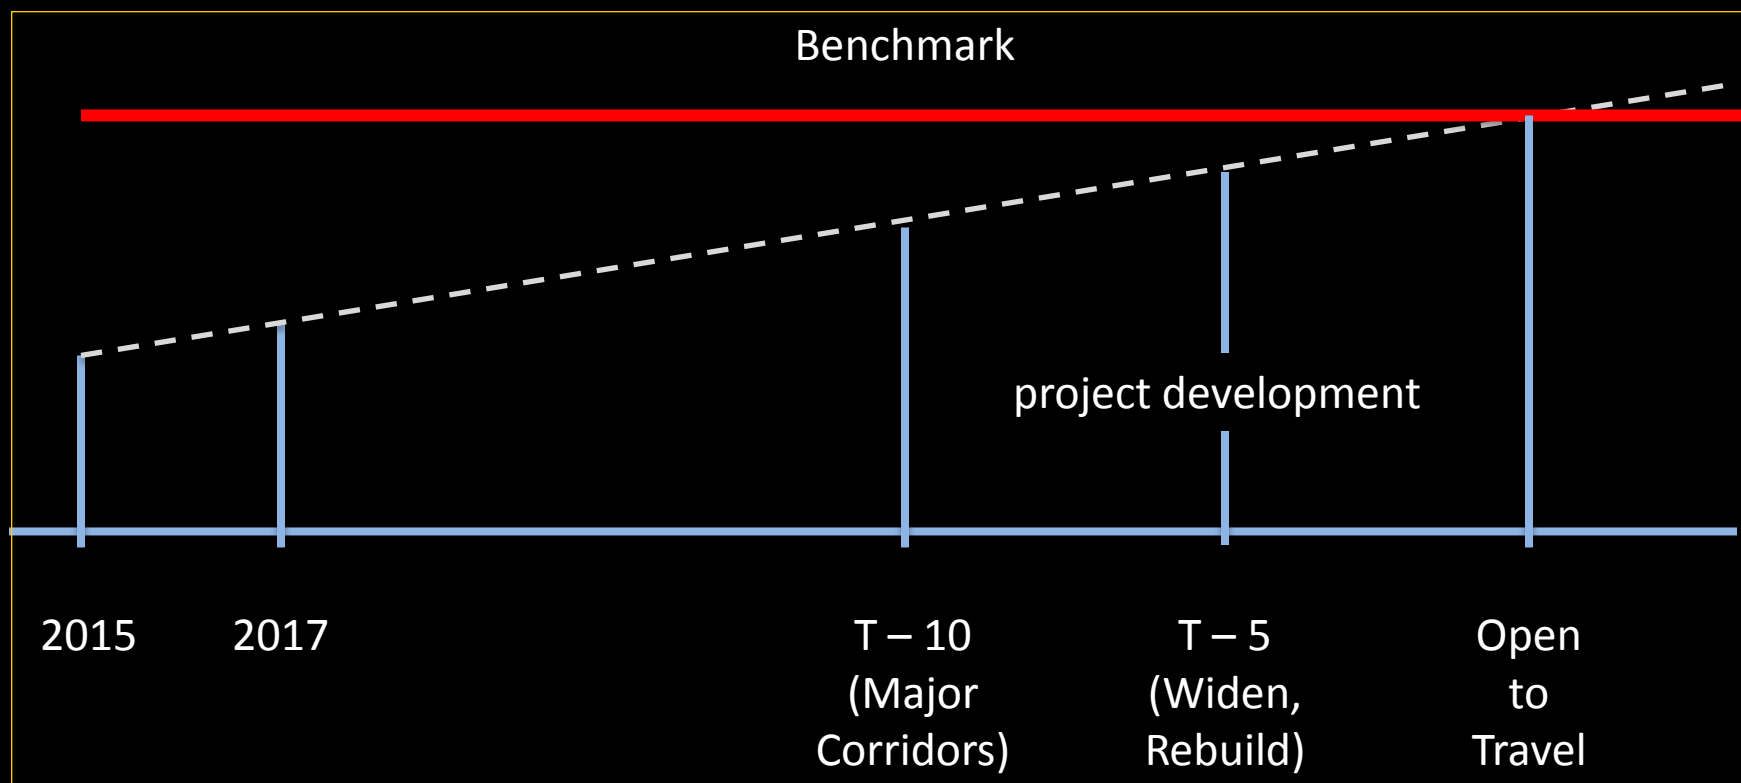 Benchmark
project development
2015
2017
T – 10
(Major
Corridors)
T – 5
(Widen,
Rebuild)
Open
to
Travel